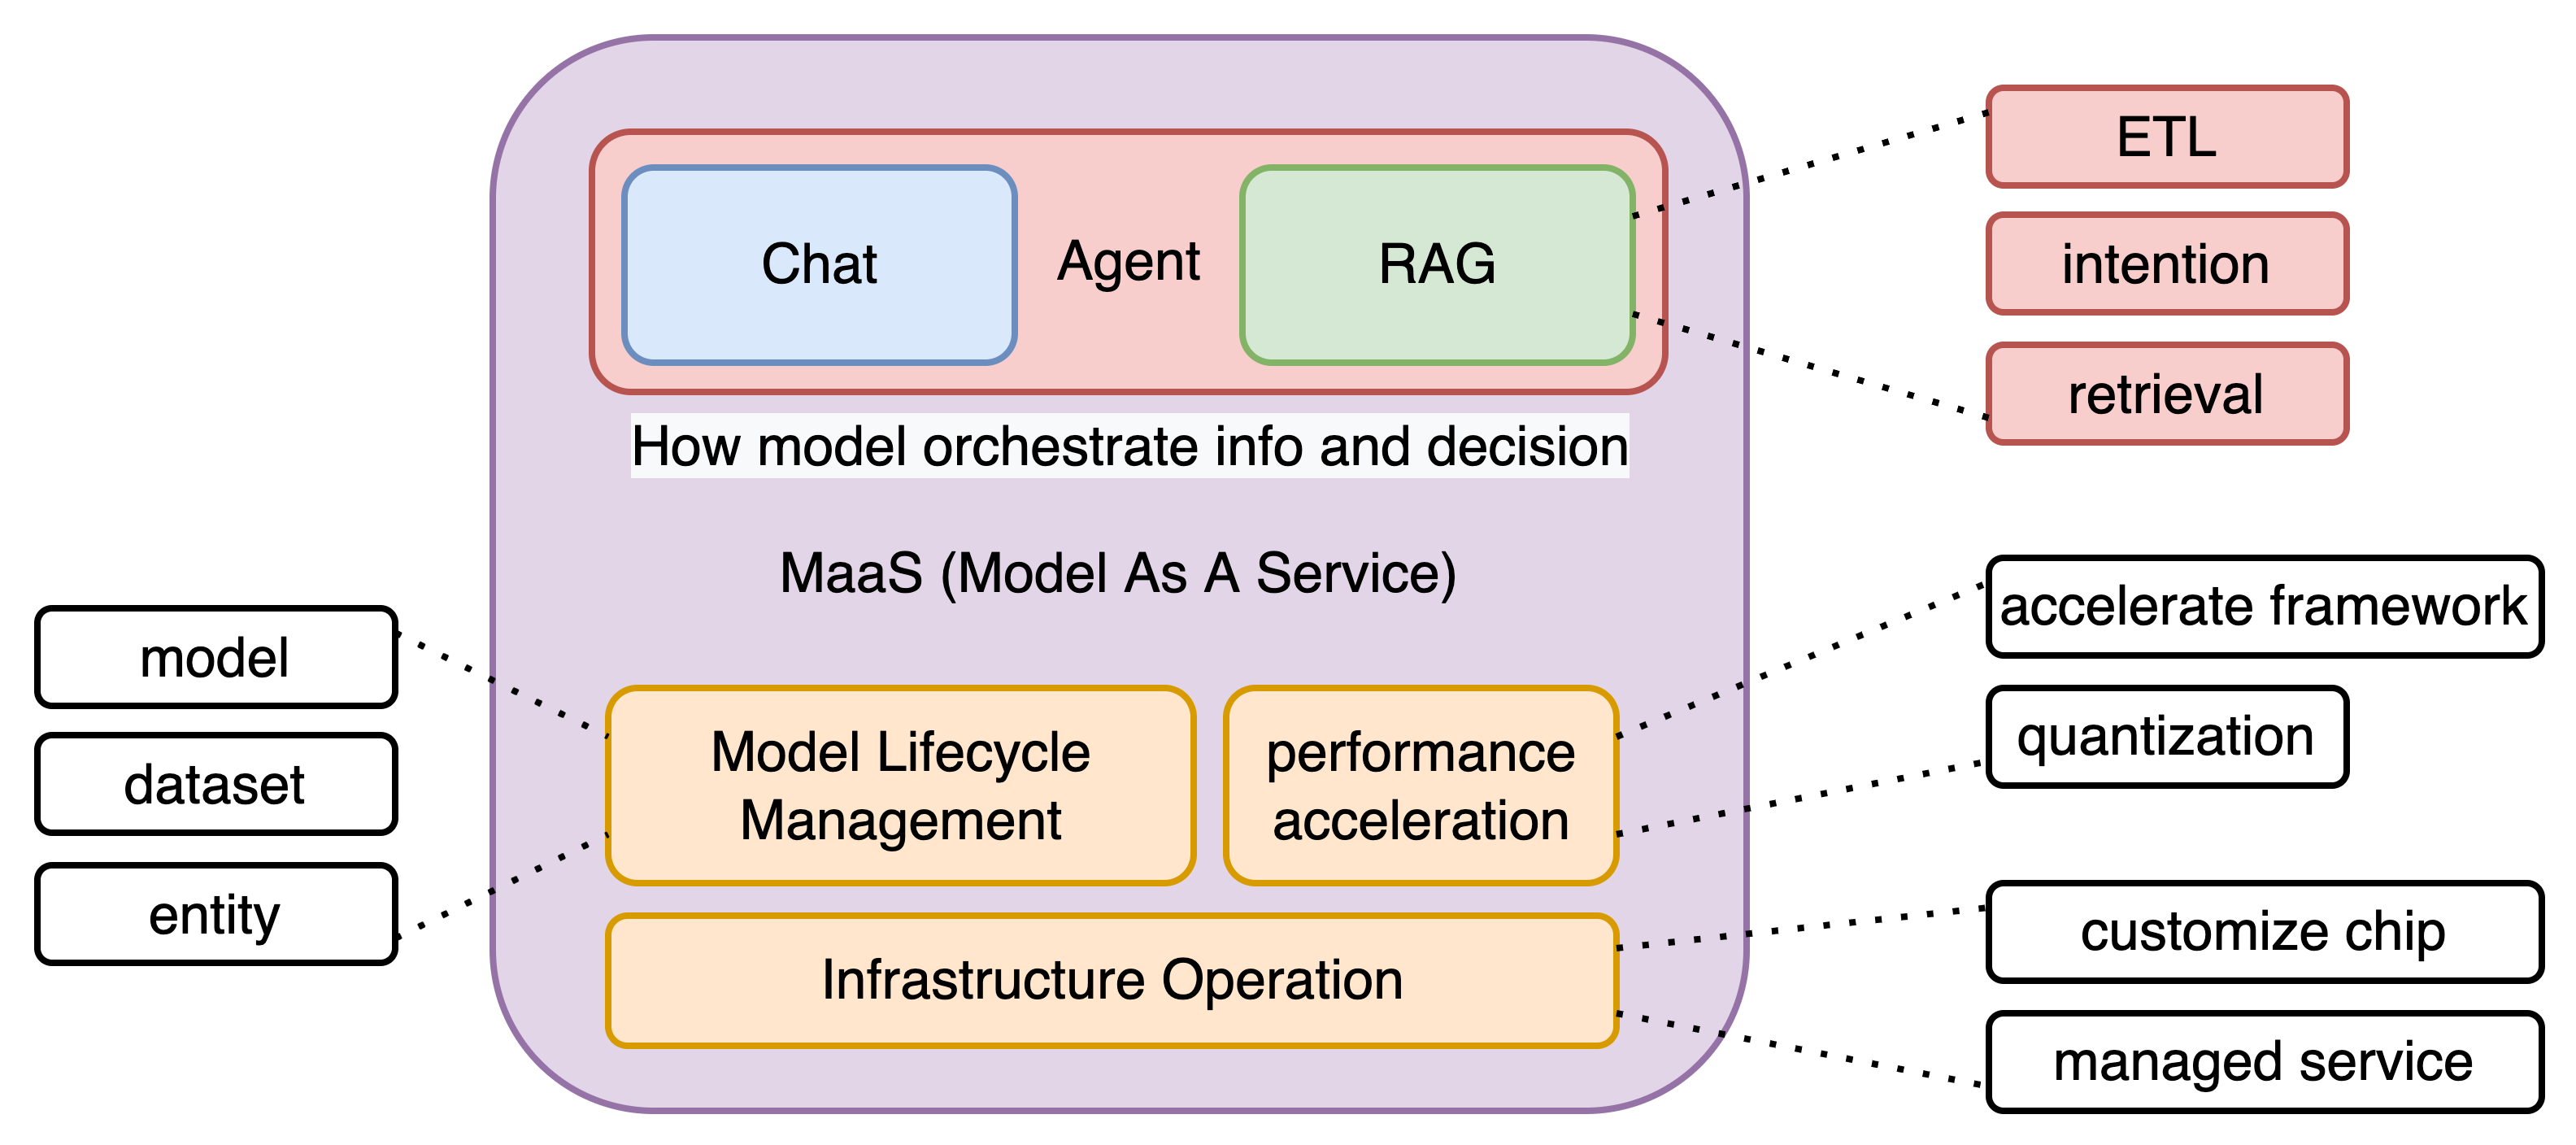 ETL
Chat
Agent
RAG
intention
retrieval
How model orchestrate info and decision
MaaS (Model As A Service)
accelerate framework
model
quantization
Model Lifecycle
Management
performance
acceleration
dataset
entity
customize chip
Infrastructure Operation
managed service